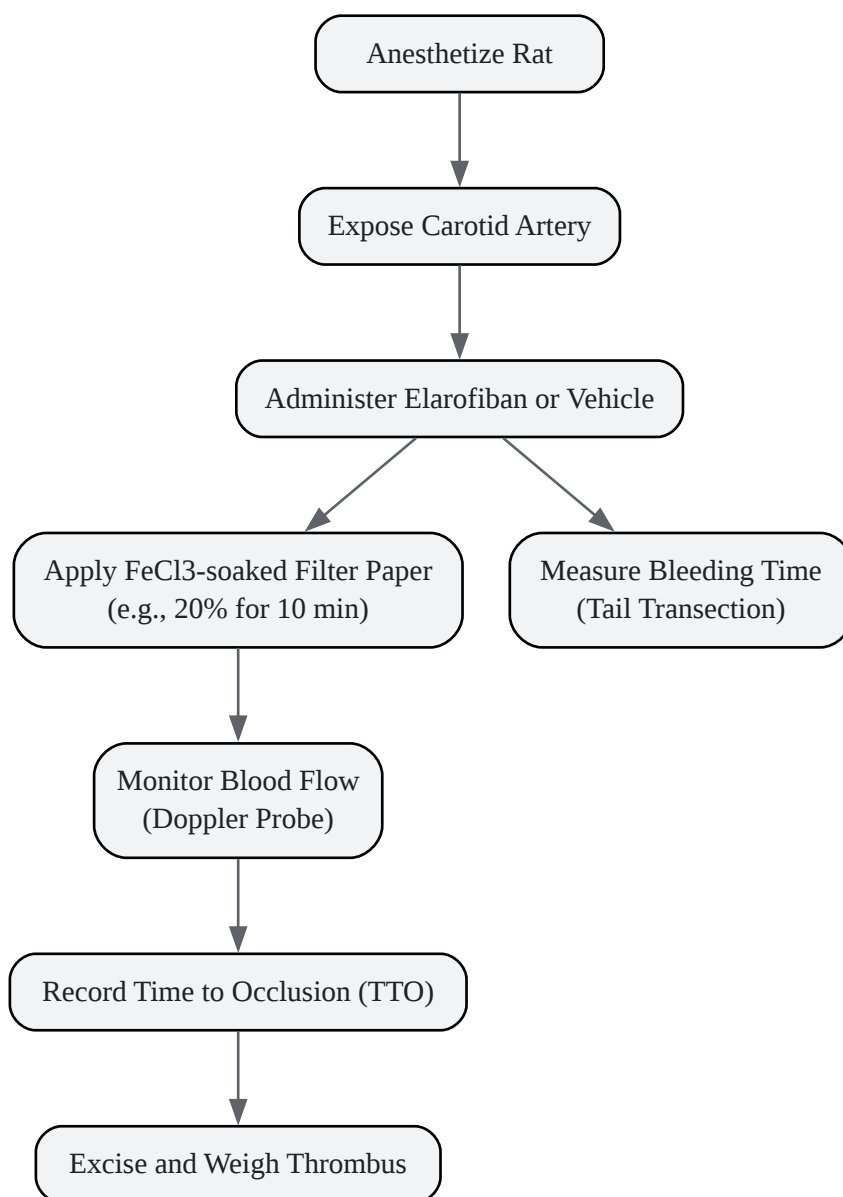 Anesthetize Rat
Expose Carotid Artery
Administer Elarofiban or Vehicle
Apply FeCl3-soaked Filter Paper
(e.g., 20% for 10 min)
Measure Bleeding Time
(Tail Transection)
Monitor Blood Flow
(Doppler Probe)
Record Time to Occlusion (TTO)
Excise and Weigh Thrombus